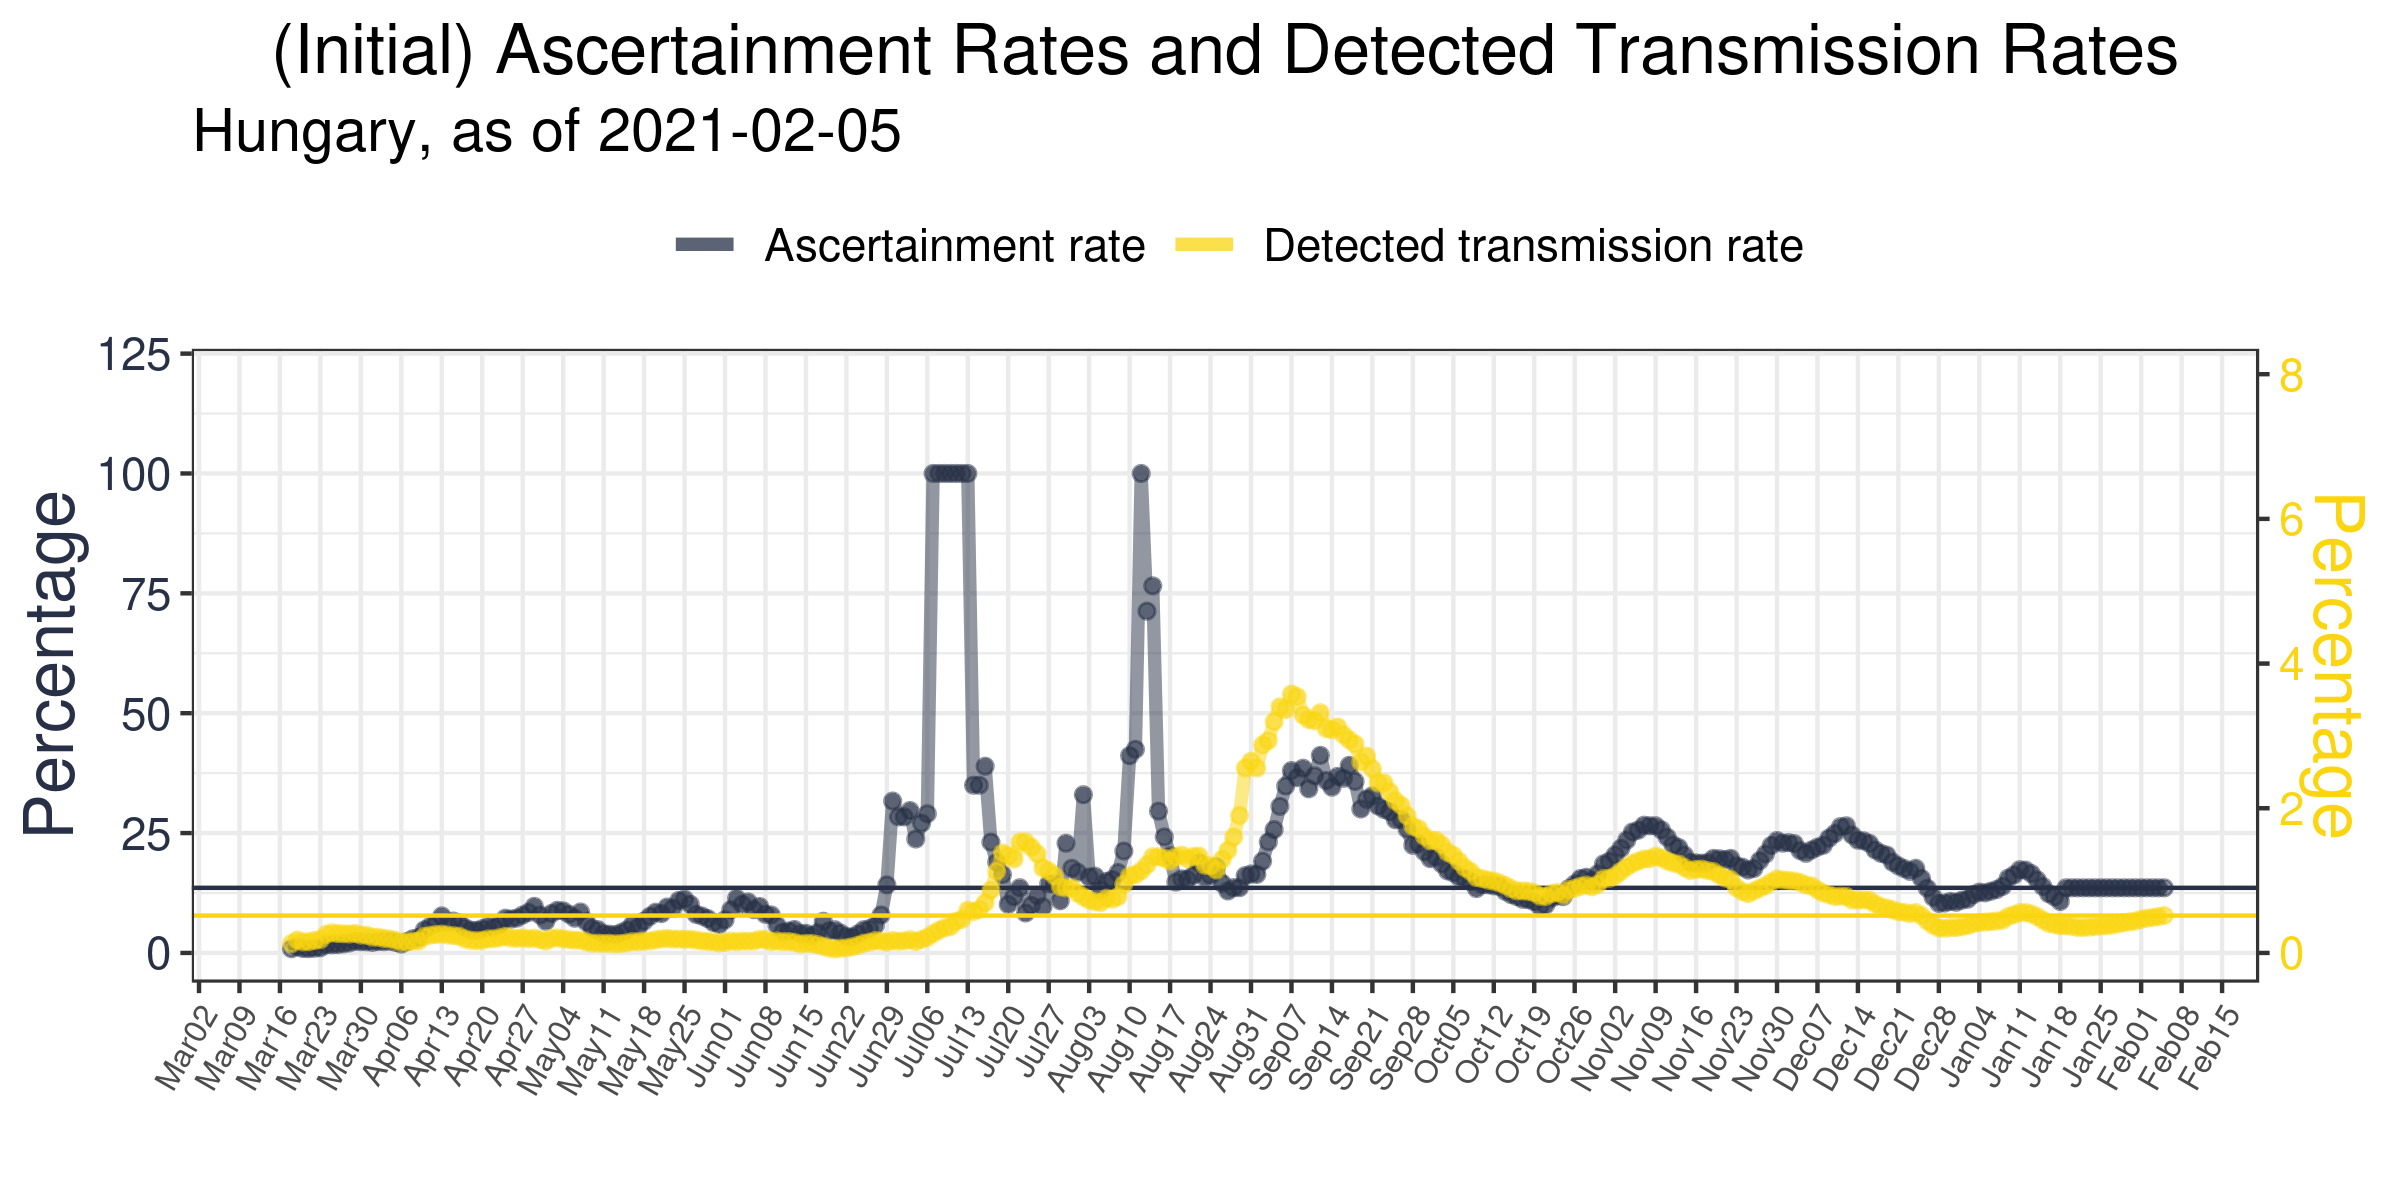 (Initial) Ascertainment Rates and Detected Transmission Rates
Hungary, as of 2021-02-05
Ascertainment rate
Detected transmission rate
Percentage
125
100
75
50
25
0
8
6
4
2
0
Percentage
Mar02
Mar09
Mar16
Mar23
Mar30
Apr06
Apr13
Apr20
Apr27
May04
May11
May18
May25
Jun01
Jun08
Jun15
Jun22
Jun29
Jul06
Jul13
Jul20
Jul27
Aug03
Aug10
Aug17
Aug24
Aug31
Sep07
Sep14
Sep21
Sep28
Oct05
Oct12
Oct19
Oct26
Nov02
Nov09
Nov16
Nov23
Nov30
Dec07
Dec14
Dec21
Dec28
Jan04
Jan11
Jan18
Jan25
Feb01
Feb08
Feb15